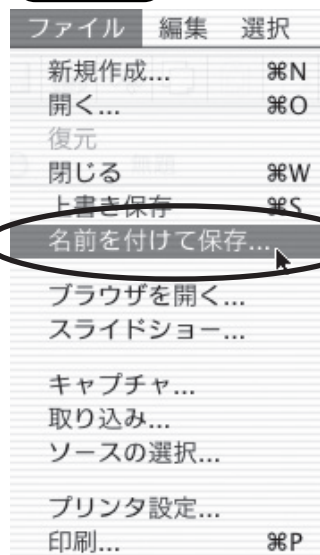 ファイル 編集 選択
新規作成... ⌘N
開く... ⌘O
復元
閉じる ⌘W
上書き保存 ⌘S
名前を付けて保存...
ブラウザを開く...
スライドショー...
キャプチャ...
取り込み...
ソースの選択...
プリンタ設定...
印刷... ⌘P